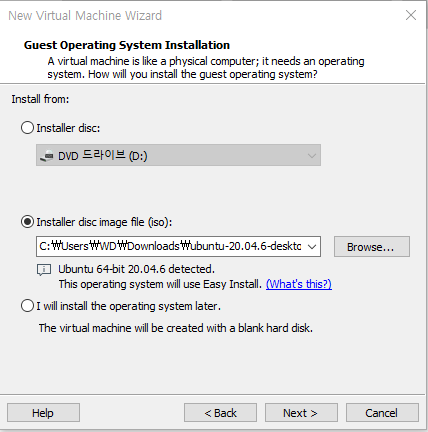 New Virtual Machine Wizard
Guest Operating System Installation
A virtual machine is like a physical computer; it needs an operating
system. How will you install the guest operating system?
Install from:
Installer disc:
DVD 드라이브 (D:)
Installer disc image file (iso):
C:₩Users₩WD₩Downloads₩ubuntu-20.04.6-deskto
Browse...
Ubuntu 64-bit 20.04.6 detected.
This operating system will use Easy Install. (What's this?)
I will install the operating system later.
The virtual machine will be created with a blank hard disk.
Help
< Back
Next >
Cancel